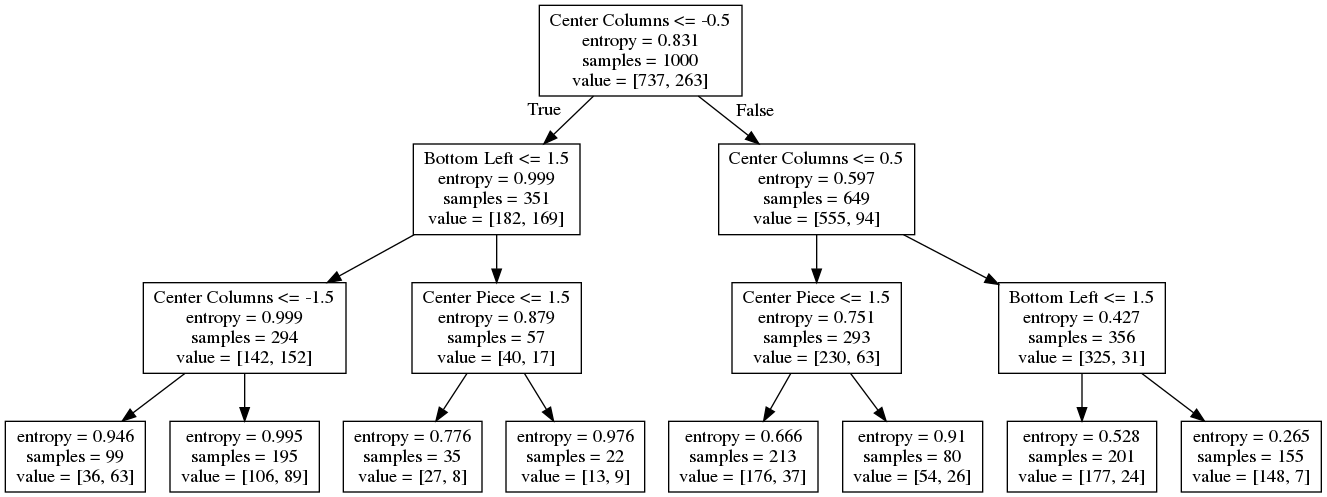 Center Columns <= -0.5
entropy = 0.831
samples = 1000
value = [737, 263]
True
False
Bottom Left <= 1.5
entropy = 0.999
samples = 351
value = [182, 169]
Center Columns <= 0.5
entropy = 0.597
samples = 649
value = [555, 94]
Center Columns <= -1.5
entropy = 0.999
samples = 294
value = [142, 152]
Center Piece <= 1.5
entropy = 0.879
samples = 57
value = [40, 17]
Center Piece <= 1.5
entropy = 0.751
samples = 293
value = [230, 63]
Bottom Left <= 1.5
entropy = 0.427
samples = 356
value = [325, 31]
entropy = 0.946
samples = 99
value = [36, 63]
entropy = 0.995
samples = 195
value = [106, 89]
entropy = 0.776
samples = 35
value = [27, 8]
entropy = 0.976
samples = 22
value = [13, 9]
entropy = 0.666
samples = 213
value = [176, 37]
entropy = 0.91
samples = 80
value = [54, 26]
entropy = 0.528
samples = 201
value = [177, 24]
entropy = 0.265
samples = 155
value = [148, 7]